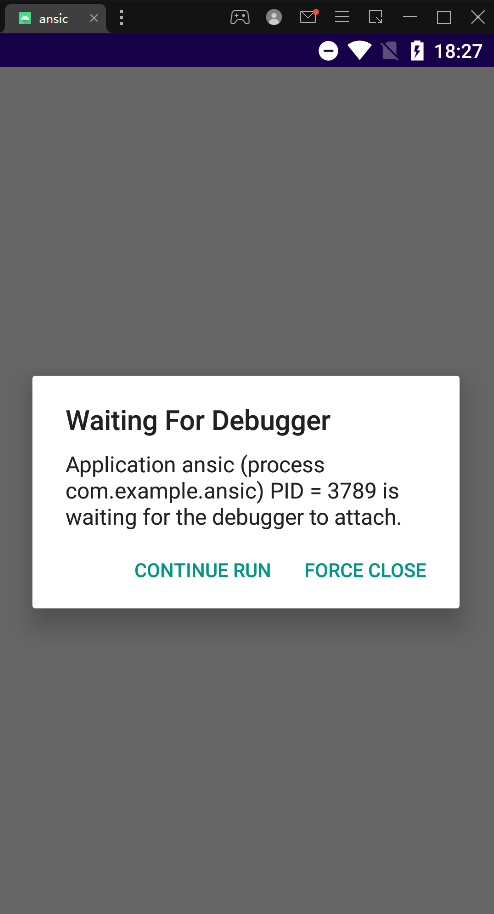 ansic
18:27
Waiting For Debugger
Application ansic (process
com.example.ansic) PID = 3789 is
waiting for the debugger to attach.
CONTINUE RUN FORCE CLOSE